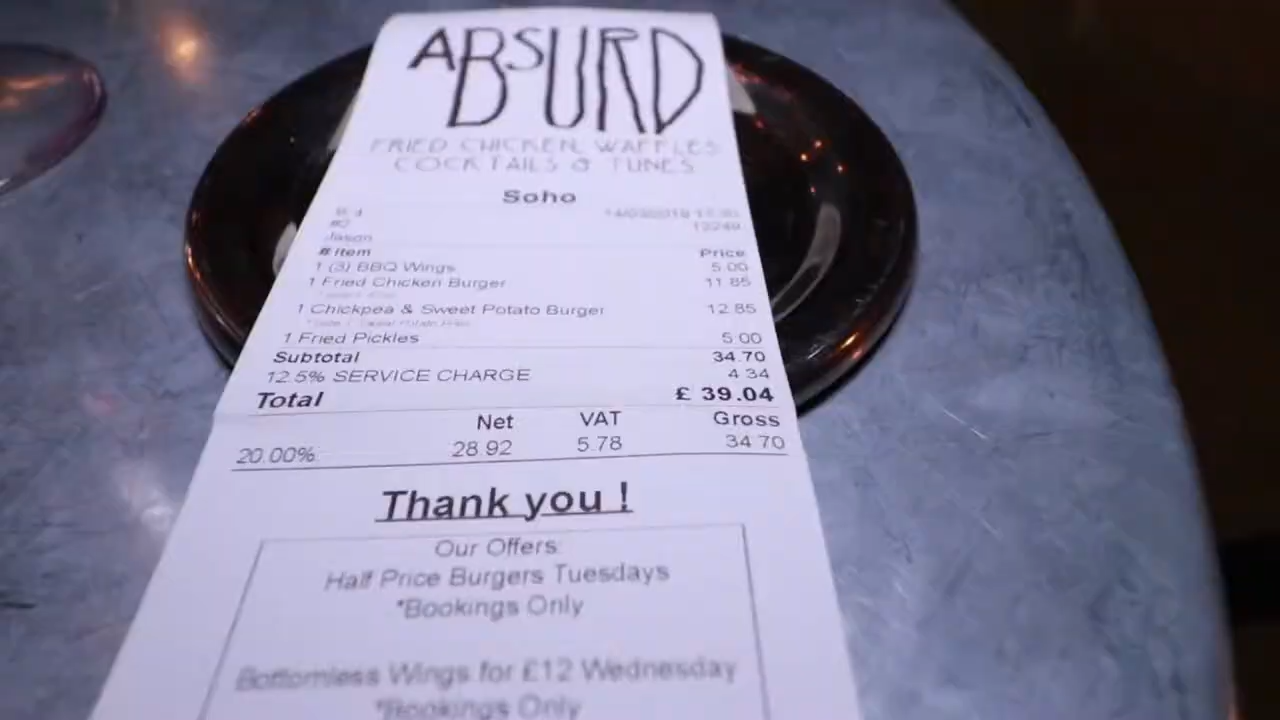 ABSURD
FRIED CHICKEN, WAFFLES
COCKTAILS & TUNES
Soho
Jason
# Item Price
1 (3) BBQ Wings 5.00
1 Fried Chicken Burger 11.85
1 Chickpea & Sweet Potato Burger 12.85
1 Fried Pickles 5.00
Subtotal 34.70
12.5% SERVICE CHARGE 4.34
Total £ 39.04
Net VAT Gross
20.00% 28.92 5.78 34.70
Thank you !
Our Offers:
Half Price Burgers Tuesdays
*Bookings Only
Bottomless Wings for £12 Wednesday
*Bookings Only